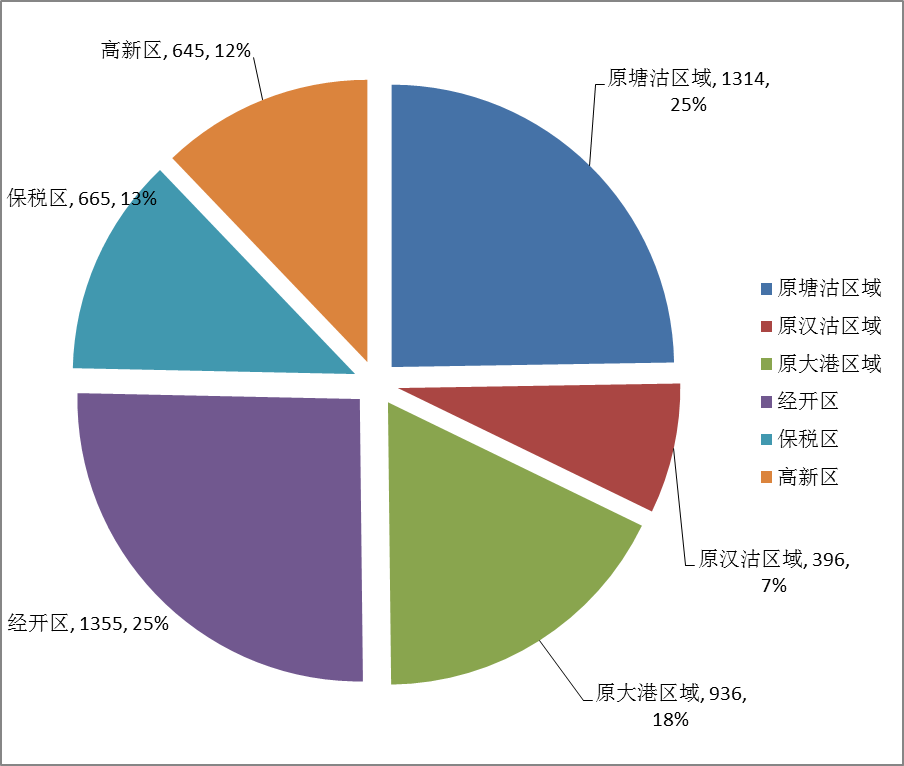 高新区, 645, 12%
原塘沽区域, 1314,
25%
保税区, 665, 13%
原塘沽区域
原汉沽区域
原大港区域
经开区
保税区
高新区
原汉沽区域, 396,
7%
经开区, 1355, 25%
原大港区域, 936,
18%